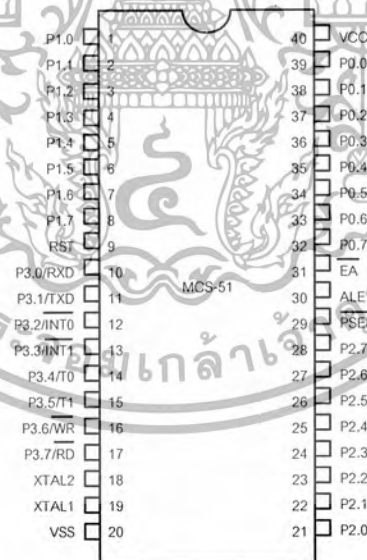 P1.0 1 40 VCC
P1.1 2 39 P0.0
P1.2 3 38 P0.1
P1.3 4 37 P0.2
P1.4 5 36 P0.3
P1.5 6 35 P0.4
P1.6 7 34 P0.5
P1.7 8 33 P0.6
RST 9 32 P0.7
P3.0/RXD 10 31 EA
MCS-51
P3.1/TXD 11 30 ALE
P3.2/INT0 12 29 PSE
P3.3/INT1 13 28 P2.7
P3.4/T0 14 27 P2.6
P3.5/T1 15 26 P2.5
P3.6/WR 16 25 P2.4
P3.7/RD 17 24 P2.3
XTAL2 18 23 P2.2
XTAL1 19 22 P2.1
VSS 20 21 P2.0